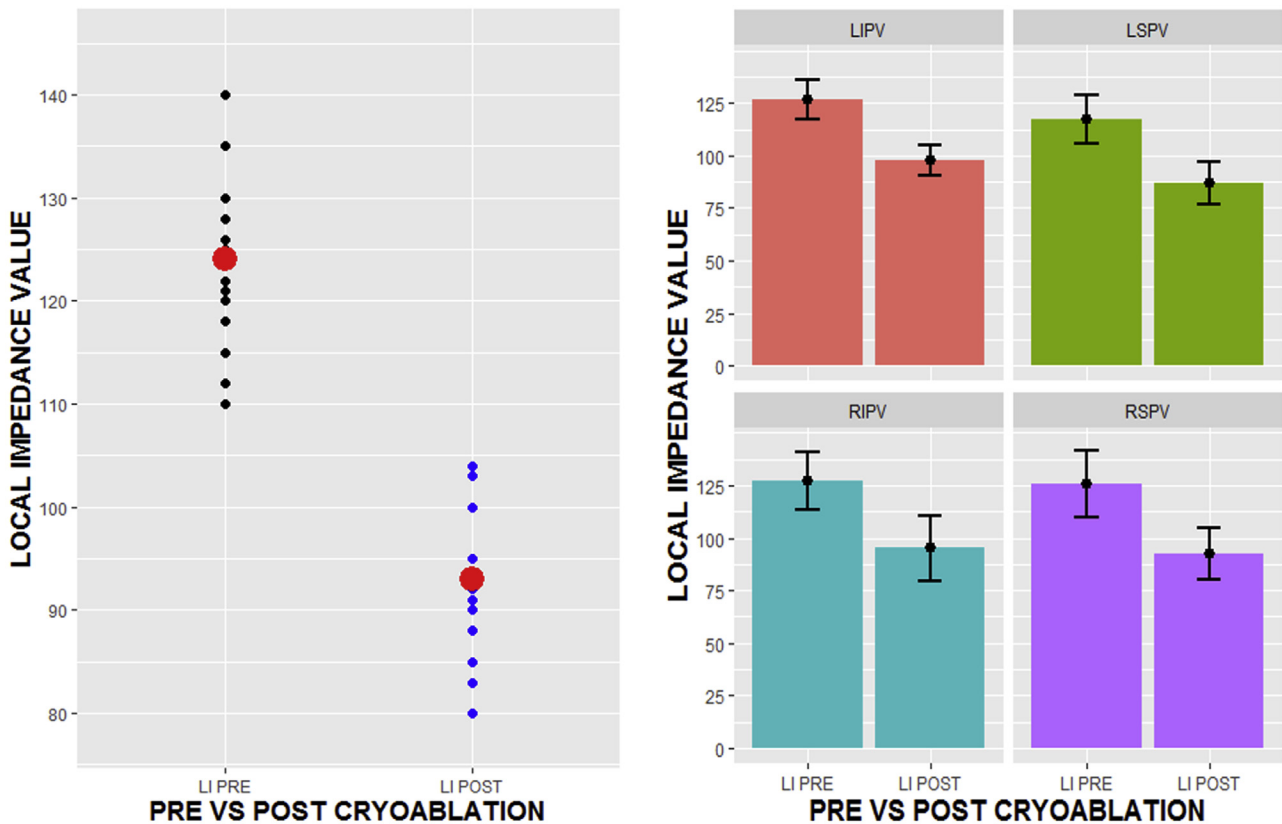 LOCAL IMPEDANCE VALUE
140
130
120
110
100
90
80
LI PRE LI POST
PRE VS POST CRYOABLATION
LOCAL IMPEDANCE VALUE
LIPV LSPV
125
100
75
50
25
0
RIPV RSPV
125
100
75
50
25
0
LI PRE LI POST LI PRE LI POST
PRE VS POST CRYOABLATION